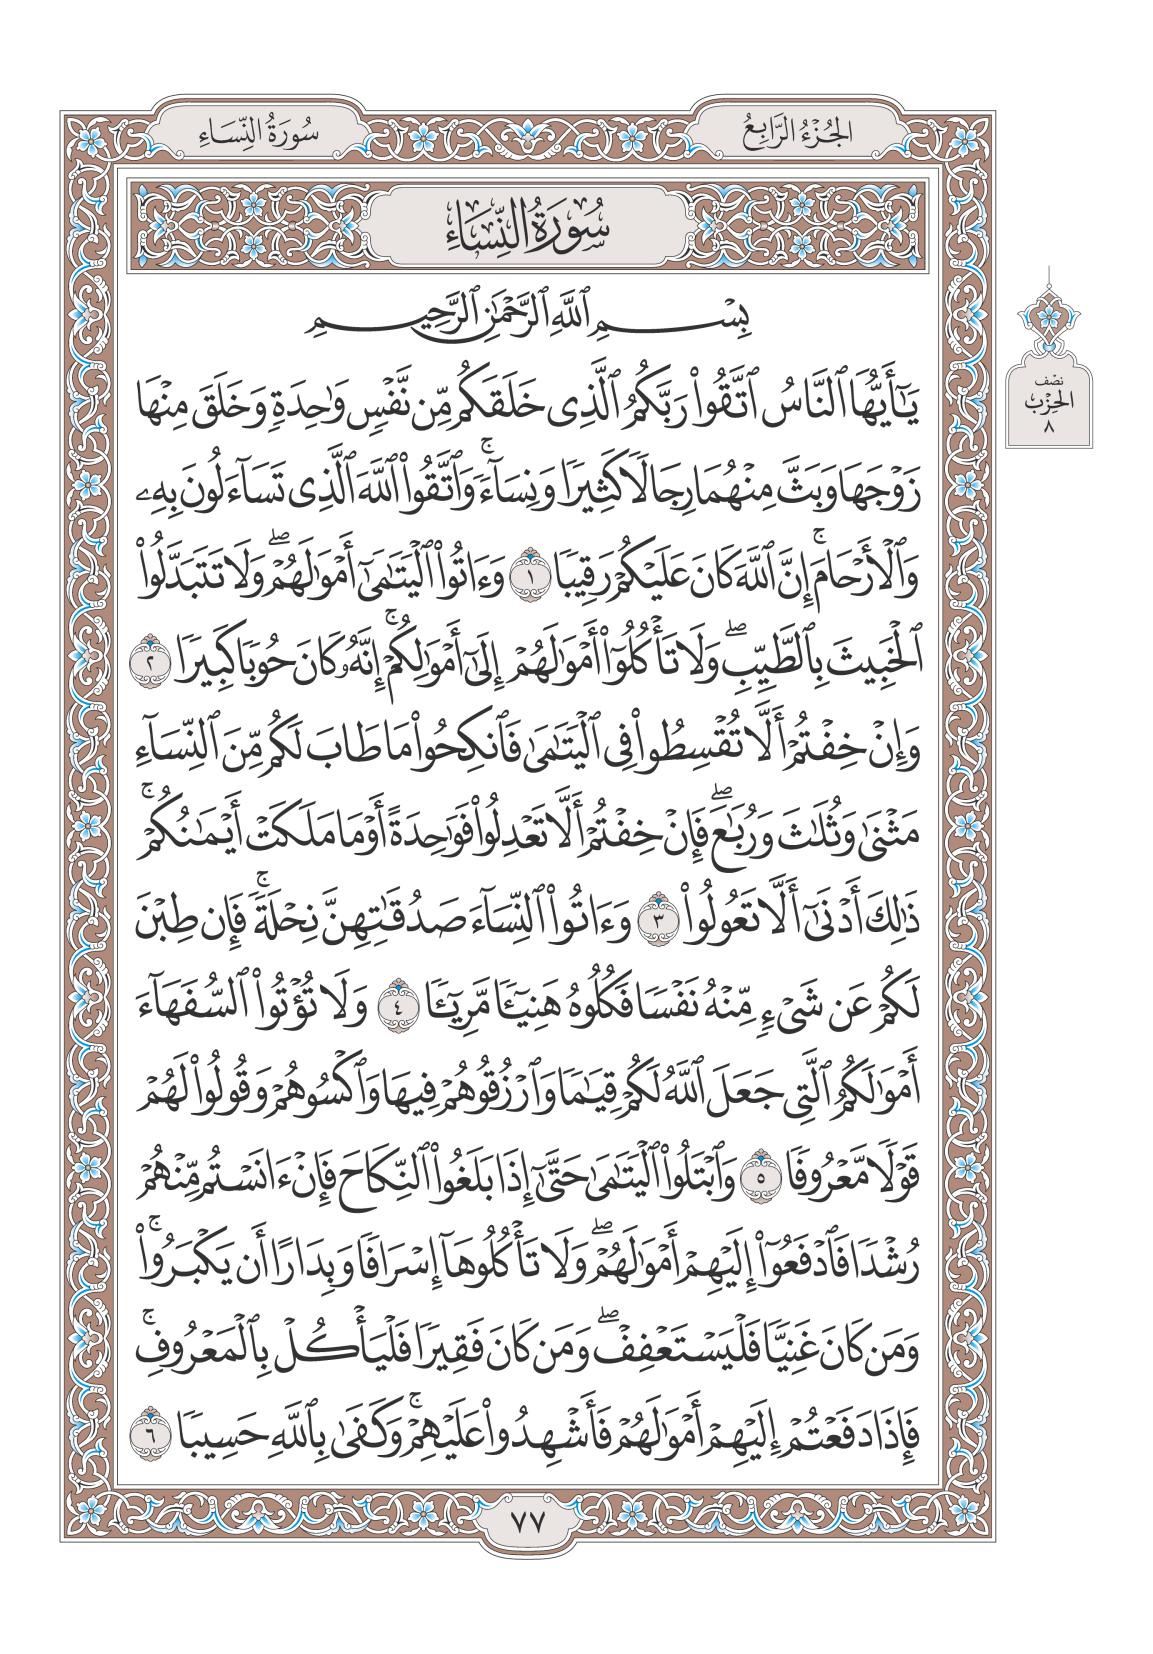 الجُزْءُ الرَّابِعُ
سُورَةُ النِّسَاءِ
سُورَةُ النِّسَاءِ
نصف
الحِزْب
٨
بِسْمِ ٱللَّهِ ٱلرَّحْمَٰنِ ٱلرَّحِيمِ
يَٰٓأَيُّهَا ٱلنَّاسُ ٱتَّقُوا۟ رَبَّكُمُ ٱلَّذِى خَلَقَكُم مِّن نَّفْسٍ وَٰحِدَةٍ وَخَلَقَ مِنْهَا
زَوْجَهَا وَبَثَّ مِنْهُمَا رِجَالًا كَثِيرًا وَنِسَآءً ۚ وَٱتَّقُوا۟ ٱللَّهَ ٱلَّذِى تَسَآءَلُونَ بِهِۦ
وَٱلْأَرْحَامَ ۚ إِنَّ ٱللَّهَ كَانَ عَلَيْكُمْ رَقِيبًا ١ وَءَاتُوا۟ ٱلْيَتَٰمَىٰٓ أَمْوَٰلَهُمْ ۖ وَلَا تَتَبَدَّلُوا۟
ٱلْخَبِيثَ بِٱلطَّيِّبِ ۖ وَلَا تَأْكُلُوٓا۟ أَمْوَٰلَهُمْ إِلَىٰٓ أَمْوَٰلِكُمْ ۚ إِنَّهُۥ كَانَ حُوبًا كَبِيرًا ٢
وَإِنْ خِفْتُمْ أَلَّا تُقْسِطُوا۟ فِى ٱلْيَتَٰمَىٰ فَٱنكِحُوا۟ مَا طَابَ لَكُم مِّنَ ٱلنِّسَآءِ
مَثْنَىٰ وَثُلَٰثَ وَرُبَٰعَ ۖ فَإِنْ خِفْتُمْ أَلَّا تَعْدِلُوا۟ فَوَٰحِدَةً أَوْ مَا مَلَكَتْ أَيْمَٰنُكُمْ ۚ
ذَٰلِكَ أَدْنَىٰٓ أَلَّا تَعُولُوا۟ ٣ وَءَاتُوا۟ ٱلنِّسَآءَ صَدُقَٰتِهِنَّ نِحْلَةً ۚ فَإِن طِبْنَ
لَكُمْ عَن شَىْءٍ مِّنْهُ نَفْسًا فَكُلُوهُ هَنِيٓـًٔا مَّرِيٓـًٔا ٤ وَلَا تُؤْتُوا۟ ٱلسُّفَهَآءَ
أَمْوَٰلَكُمُ ٱلَّتِى جَعَلَ ٱللَّهُ لَكُمْ قِيَٰمًا وَٱرْزُقُوهُمْ فِيهَا وَٱكْسُوهُمْ وَقُولُوا۟ لَهُمْ
قَوْلًا مَّعْرُوفًا ٥ وَٱبْتَلُوا۟ ٱلْيَتَٰمَىٰ حَتَّىٰٓ إِذَا بَلَغُوا۟ ٱلنِّكَاحَ فَإِنْ ءَانَسْتُم مِّنْهُمْ
رُشْدًا فَٱدْفَعُوٓا۟ إِلَيْهِمْ أَمْوَٰلَهُمْ ۖ وَلَا تَأْكُلُوهَآ إِسْرَافًا وَبِدَارًا أَن يَكْبَرُوا۟ ۚ
وَمَن كَانَ غَنِيًّا فَلْيَسْتَعْفِفْ ۖ وَمَن كَانَ فَقِيرًا فَلْيَأْكُلْ بِٱلْمَعْرُوفِ ۚ
فَإِذَا دَفَعْتُمْ إِلَيْهِمْ أَمْوَٰلَهُمْ فَأَشْهِدُوا۟ عَلَيْهِمْ ۚ وَكَفَىٰ بِٱللَّهِ حَسِيبًا ٦
٧٧